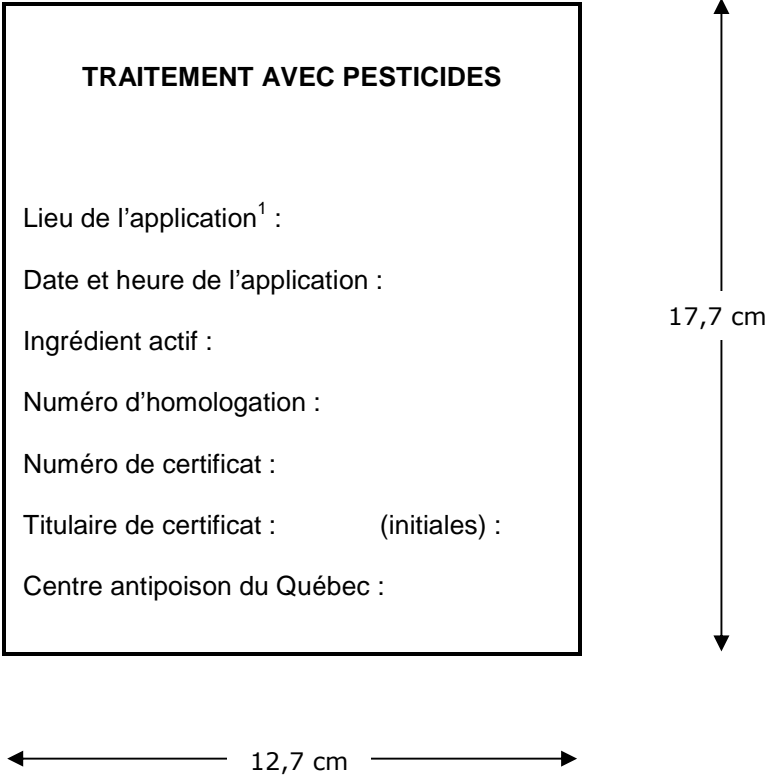 TRAITEMENT AVEC PESTICIDES
Lieu de l’application¹ :
Date et heure de l’application :
Ingrédient actif :
Numéro d’homologation :
Numéro de certificat :
Titulaire de certificat : (initiales) :
Centre antipoison du Québec :
17,7 cm
12,7 cm